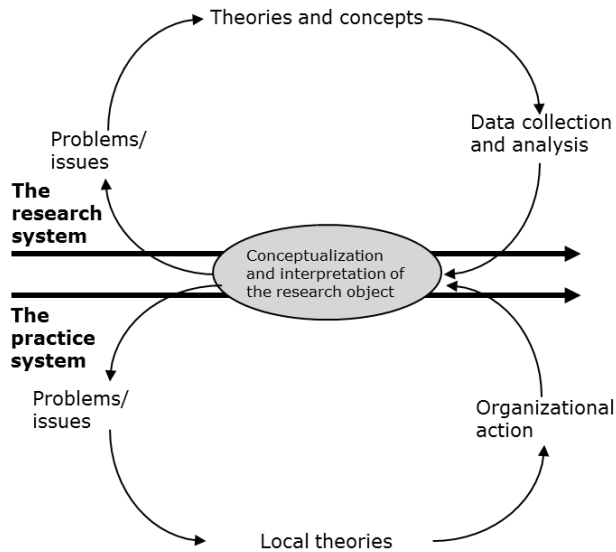 Theories and concepts
Problems/
issues
Data collection
and analysis
The
research
system
Conceptualization
and interpretation of
the research object
The
practice
system
Problems/
issues
Organizational
action
Local theories